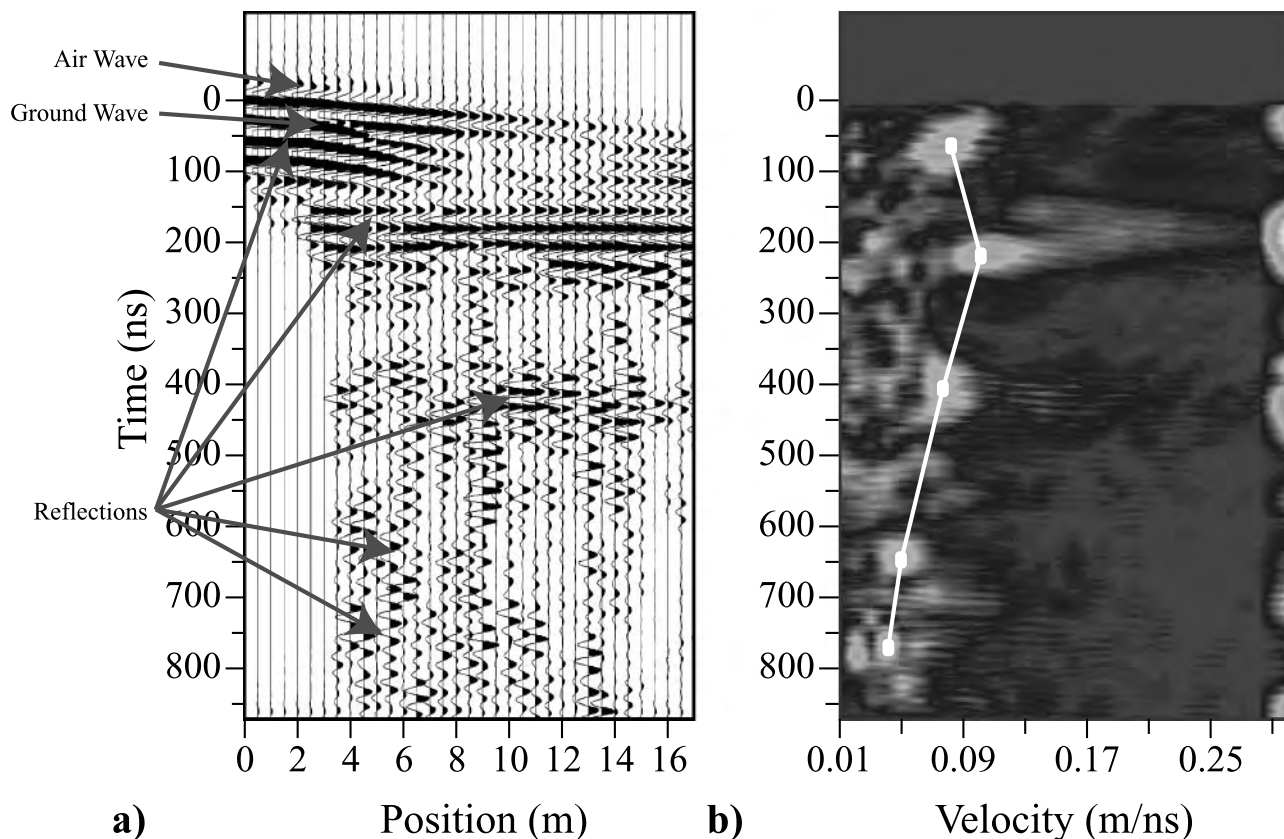 Air Wave
Ground Wave
Reflections
Time (ns)
0
100
200
300
400
500
600
700
800
0 2 4 6 8 10 12 14 16
a) Position (m)
0
100
200
300
400
500
600
700
800
0.01 0.09 0.17 0.25
b) Velocity (m/ns)